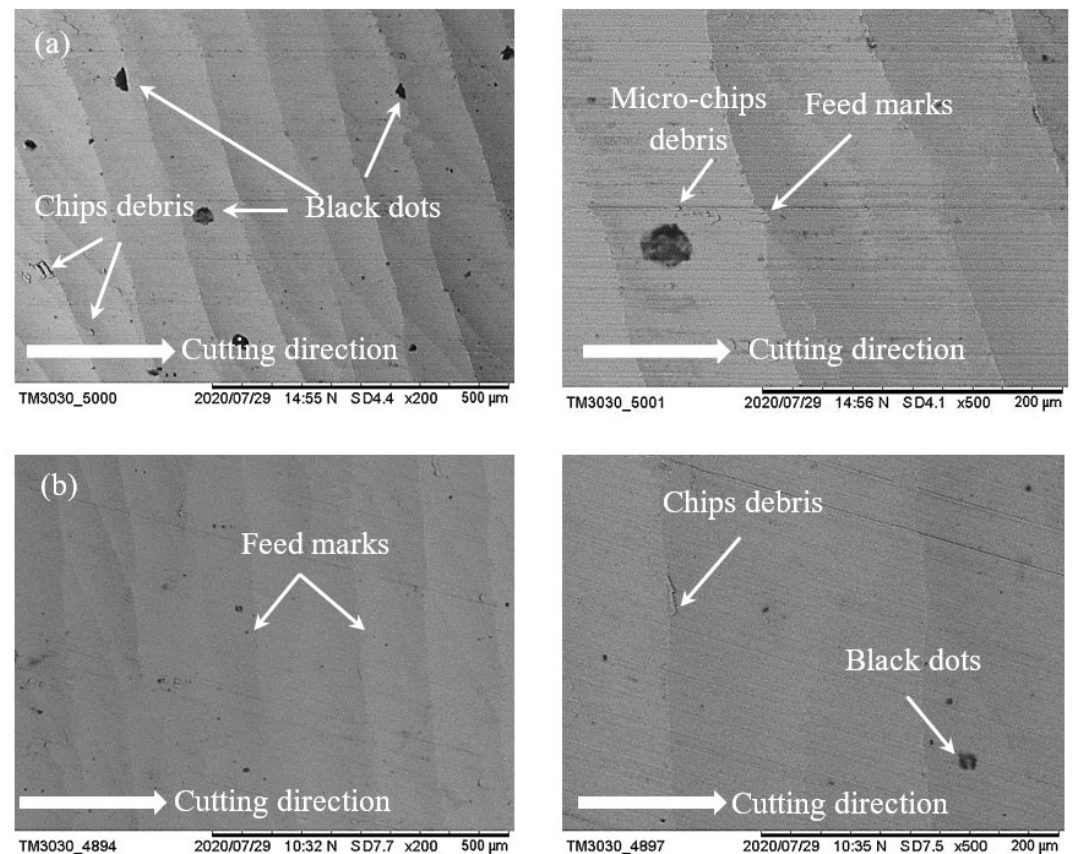 (a)
Chips debris
Black dots
Cutting direction
TM3030_5000 2020/07/29 14:55 N SD4.4 x200 500 µm
Micro-chips
debris
Feed marks
Cutting direction
TM3030_5001 2020/07/29 14:56 N SD4.1 x500 200 µm
(b)
Feed marks
Cutting direction
TM3030_4894 2020/07/29 10:32 N SD7.7 x200 500 µm
Chips debris
Black dots
Cutting direction
TM3030_4897 2020/07/29 10:35 N SD7.5 x500 200 µm